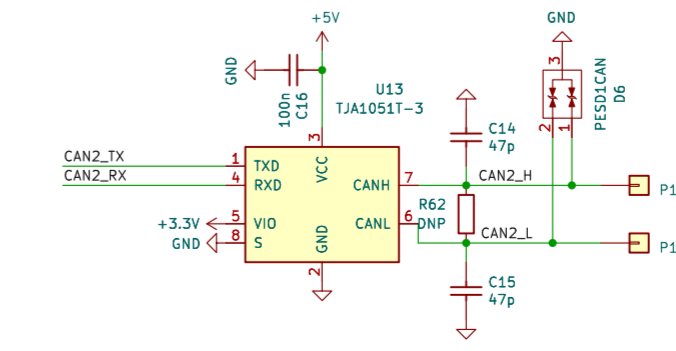 +5V
GND
GND
100n
C16
U13
TJA1051T-3
3
VCC
C14
47p
3
PESD1CAN
D6
2
1
CAN2_TX
1
TXD
CAN2_RX
4
RXD
CANH
7
CAN2_H
P1
R62
DNP
+3.3V
5
VIO
CANL
6
GND
8
S
CAN2_L
P1
GND
2
C15
47p